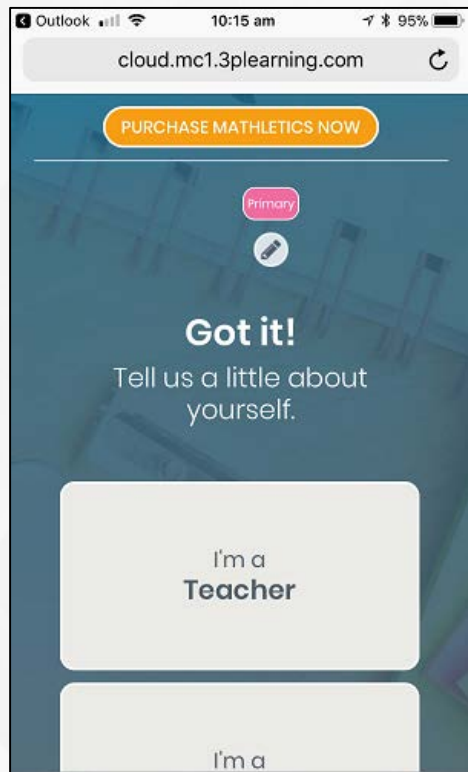 Outlook 10:15 am 95%
cloud.mc1.3plearning.com
PURCHASE MATHLETICS NOW
Primary
Got it!
Tell us a little about
yourself.
I'm a
Teacher
I'm a